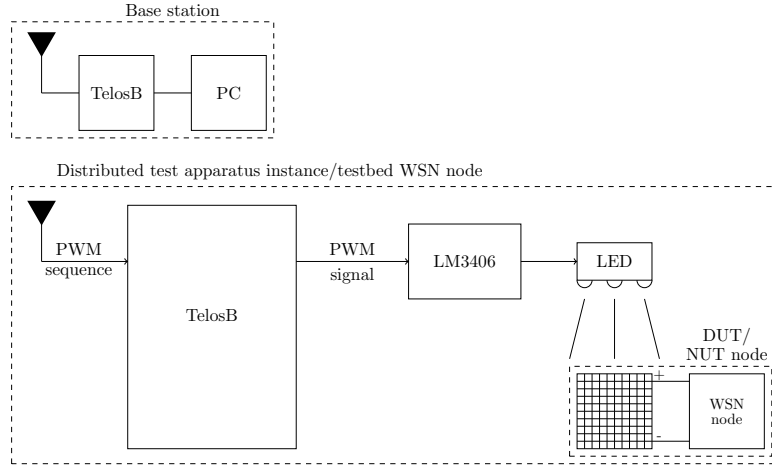 Base station
TelosB
PC
Distributed test apparatus instance/testbed WSN node
PWM
sequence
TelosB
PWM
signal
LM3406
LED
DUT/
NUT node
+
-
WSN
node